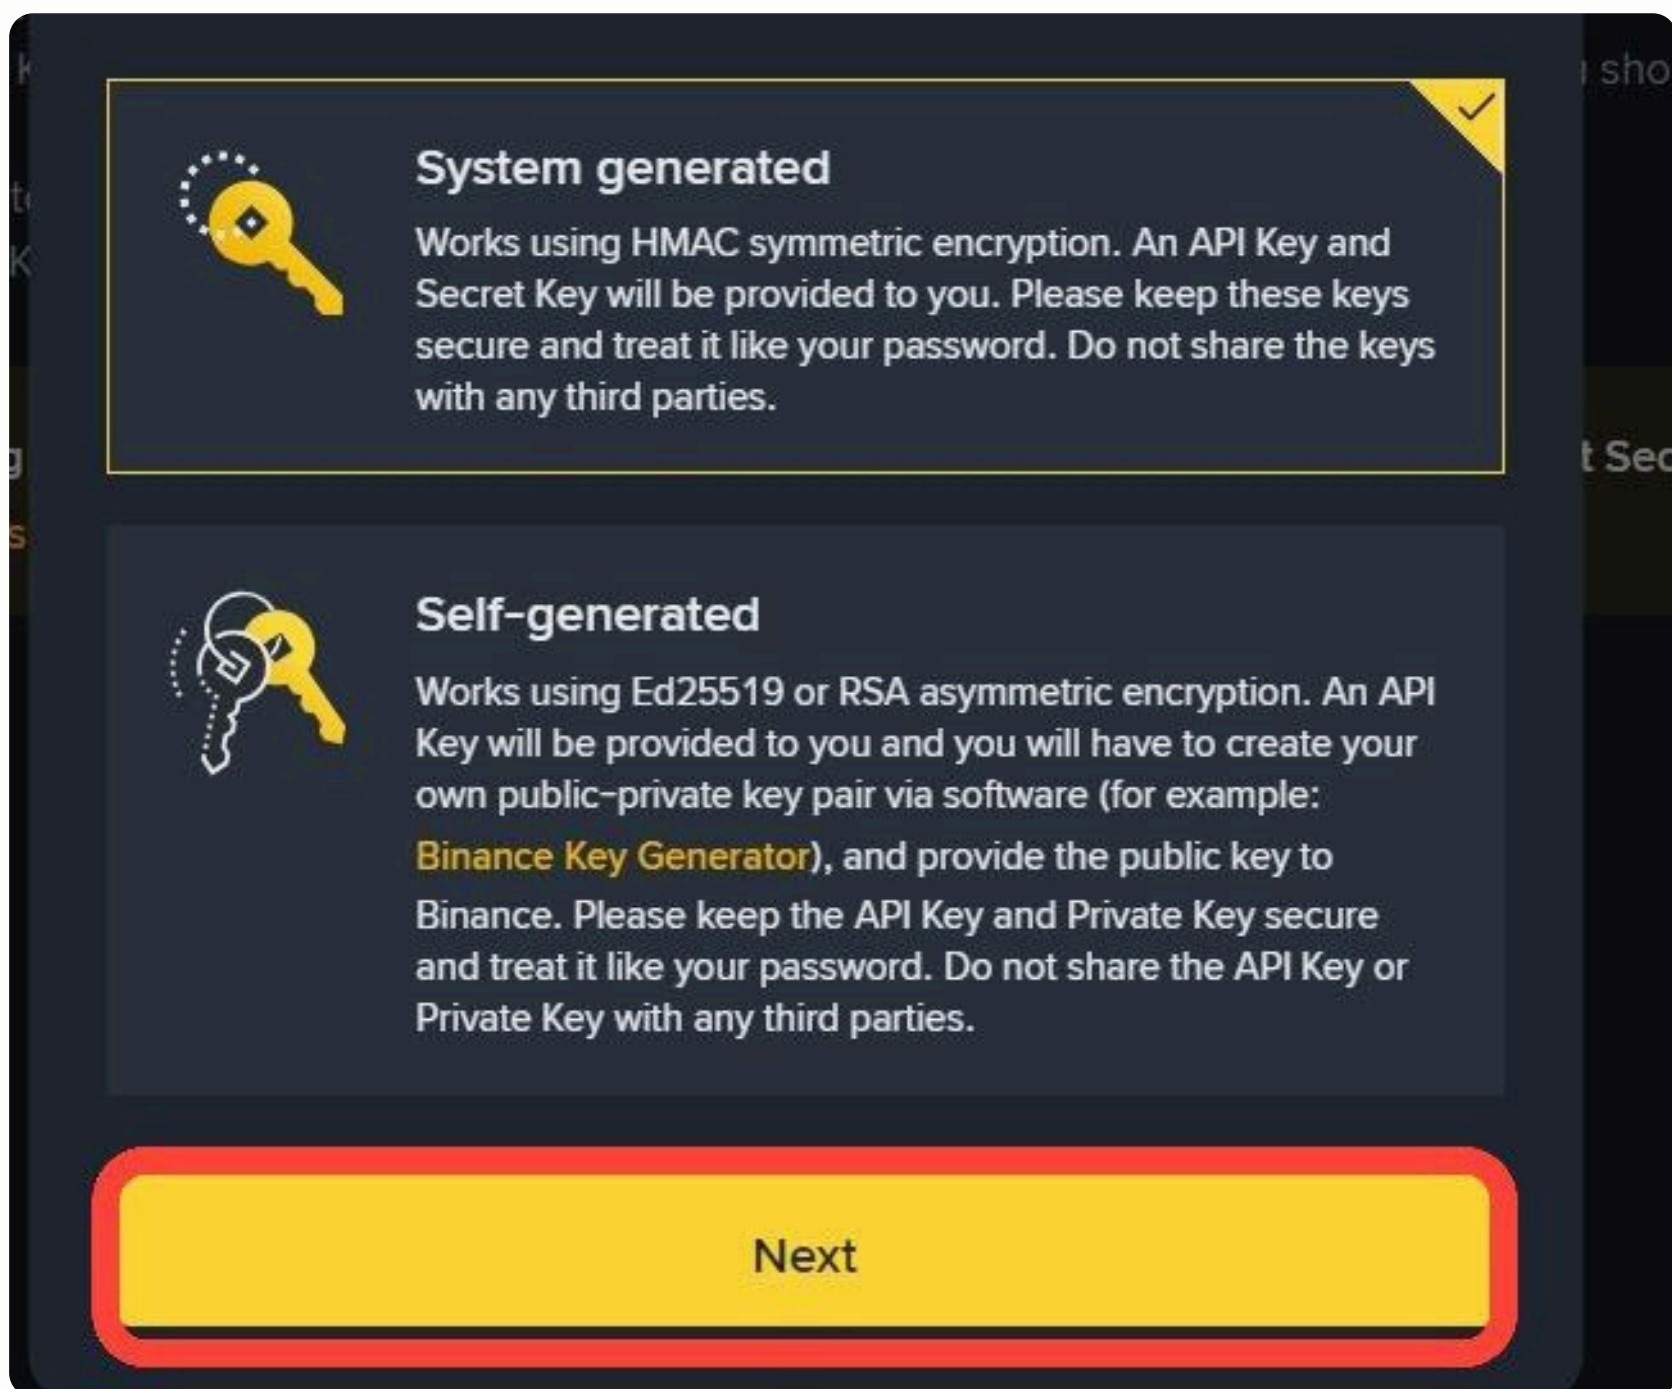 sho
System generated
Works using HMAC symmetric encryption. An API Key and
Secret Key will be provided to you. Please keep these keys
secure and treat it like your password. Do not share the keys
with any third parties.
t Sec
Self-generated
Works using Ed25519 or RSA asymmetric encryption. An API
Key will be provided to you and you will have to create your
own public-private key pair via software (for example:
Binance Key Generator), and provide the public key to
Binance. Please keep the API Key and Private Key secure
and treat it like your password. Do not share the API Key or
Private Key with any third parties.
Next